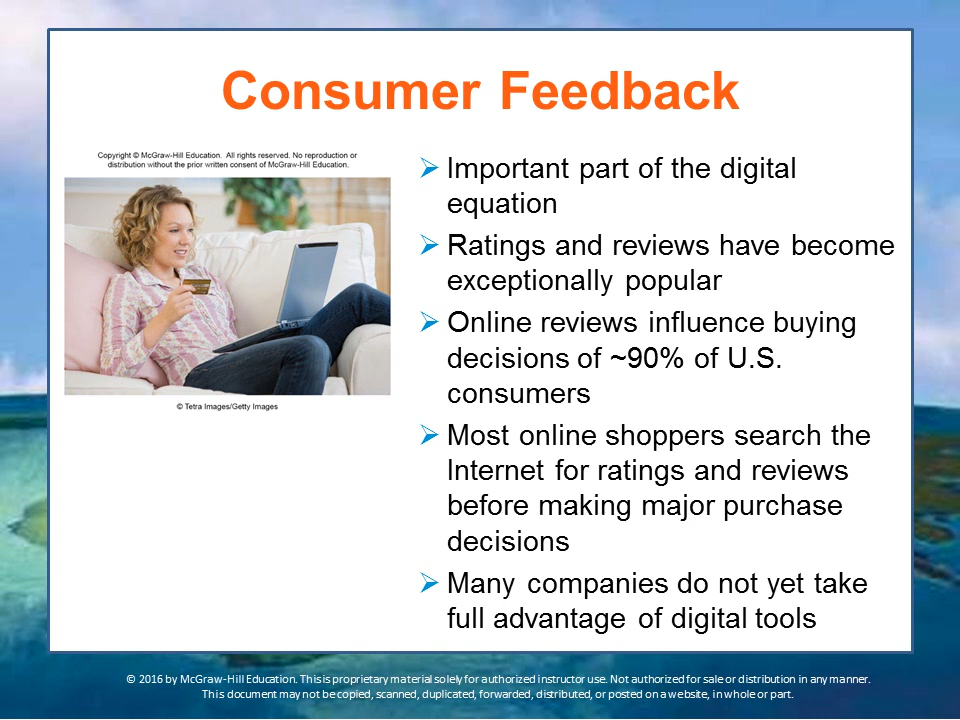 Consumer Feedback
Copyright © McGraw-Hill Education. All rights reserved. No reproduction or
distribution without the prior written consent of McGraw-Hill Education.
© Tetra Images/Getty Images
Important part of the digital
equation
Ratings and reviews have become
exceptionally popular
Online reviews influence buying
decisions of ~90% of U.S.
consumers
Most online shoppers search the
Internet for ratings and reviews
before making major purchase
decisions
Many companies do not yet take
full advantage of digital tools
© 2016 by McGraw-Hill Education. This is proprietary material solely for authorized instructor use. Not authorized for sale or distribution in any manner.
This document may not be copied, scanned, duplicated, forwarded, distributed, or posted on a website, in whole or part.